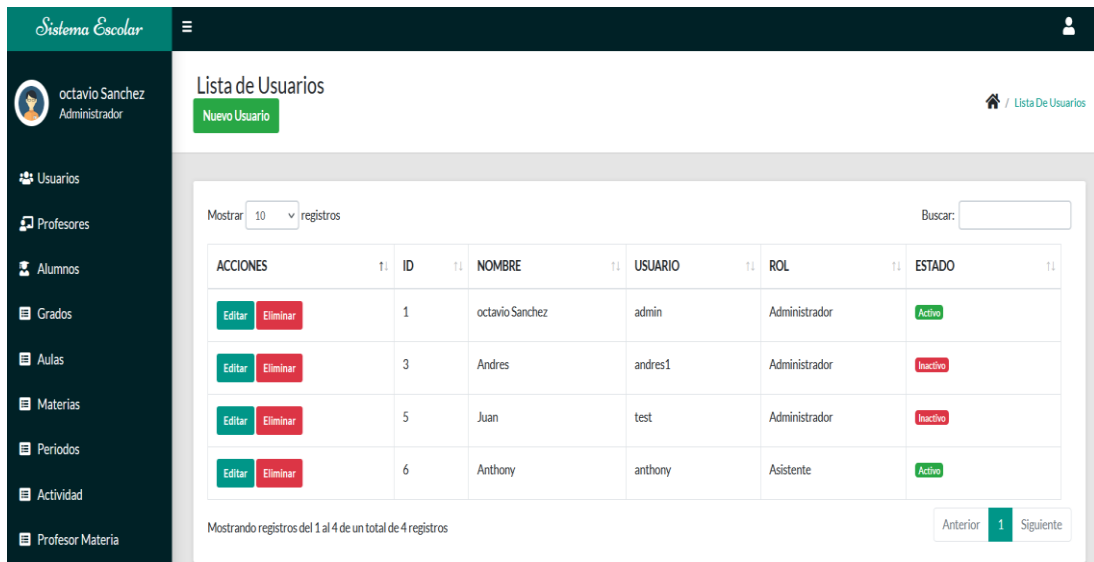 Sistema Escolar
octavio Sanchez
Administrador
Usuarios
Profesores
Alumnos
Grados
Aulas
Materias
Periodos
Actividad
Profesor Materia
Lista de Usuarios
Nuevo Usuario
/ Lista De Usuarios
Mostrar 10 registros
Buscar:
ACCIONES ID NOMBRE USUARIO ROL ESTADO
Editar Eliminar 1 octavio Sanchez admin Administrador Activo
Editar Eliminar 3 Andres andres1 Administrador Inactivo
Editar Eliminar 5 Juan test Administrador Inactivo
Editar Eliminar 6 Anthony anthony Asistente Activo
Mostrando registros del 1 al 4 de un total de 4 registros
Anterior 1 Siguiente